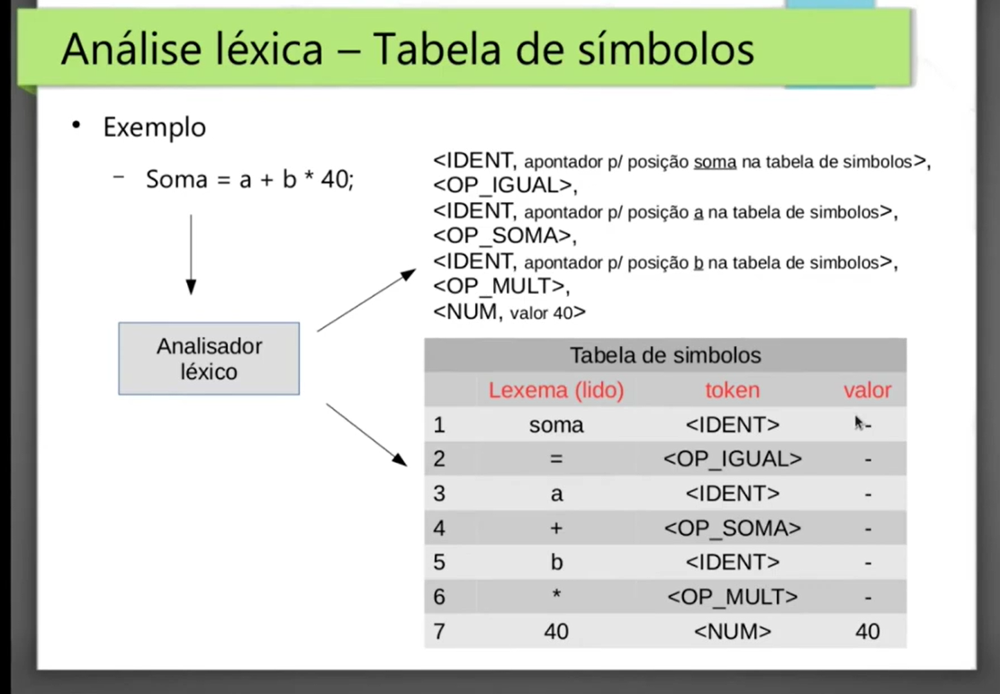 Análise léxica – Tabela de símbolos
• Exemplo
– Soma = a + b * 40;
<IDENT, apontador p/ posição soma na tabela de simbolos>,
<OP_IGUAL>,
<IDENT, apontador p/ posição a na tabela de simbolos>,
<OP_SOMA>,
<IDENT, apontador p/ posição b na tabela de simbolos>,
<OP_MULT>,
<NUM, valor 40>
Analisador
léxico
Tabela de simbolos
Lexema (lido) token valor
1 soma <IDENT> -
2 = <OP_IGUAL> -
3 a <IDENT> -
4 + <OP_SOMA> -
5 b <IDENT> -
6 * <OP_MULT> -
7 40 <NUM> 40